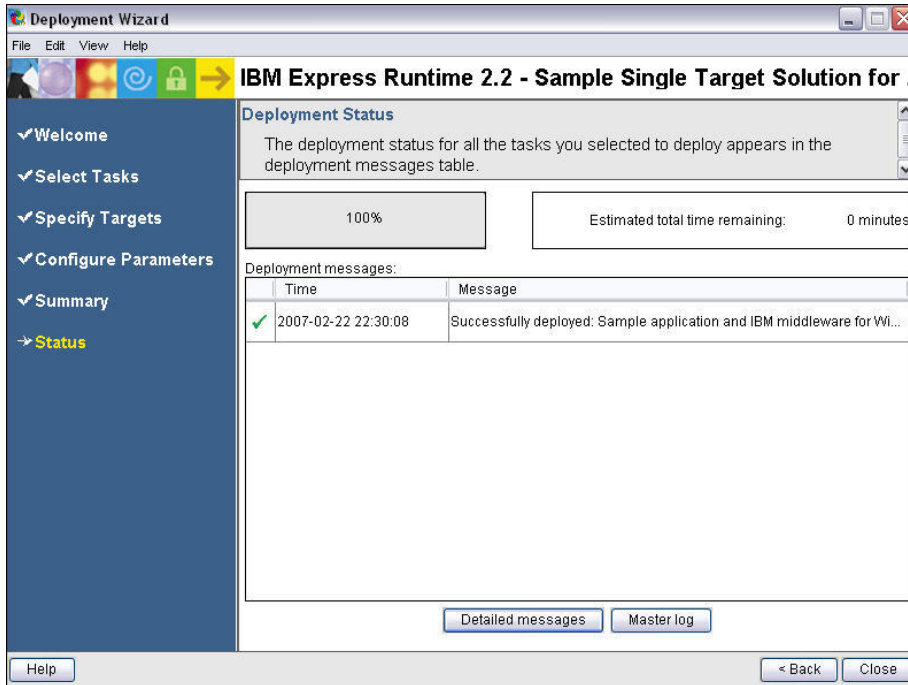 Deployment Wizard
File Edit View Help
IBM Express Runtime 2.2 - Sample Single Target Solution for .
Welcome
Select Tasks
Specify Targets
Configure Parameters
Summary
Status
Deployment Status
The deployment status for all the tasks you selected to deploy appears in the
deployment messages table.
100%
Estimated total time remaining: 0 minutes
Deployment messages:
Time Message
2007-02-22 22:30:08 Successfully deployed: Sample application and IBM middleware for Wi...
Detailed messages Master log
Help < Back Close